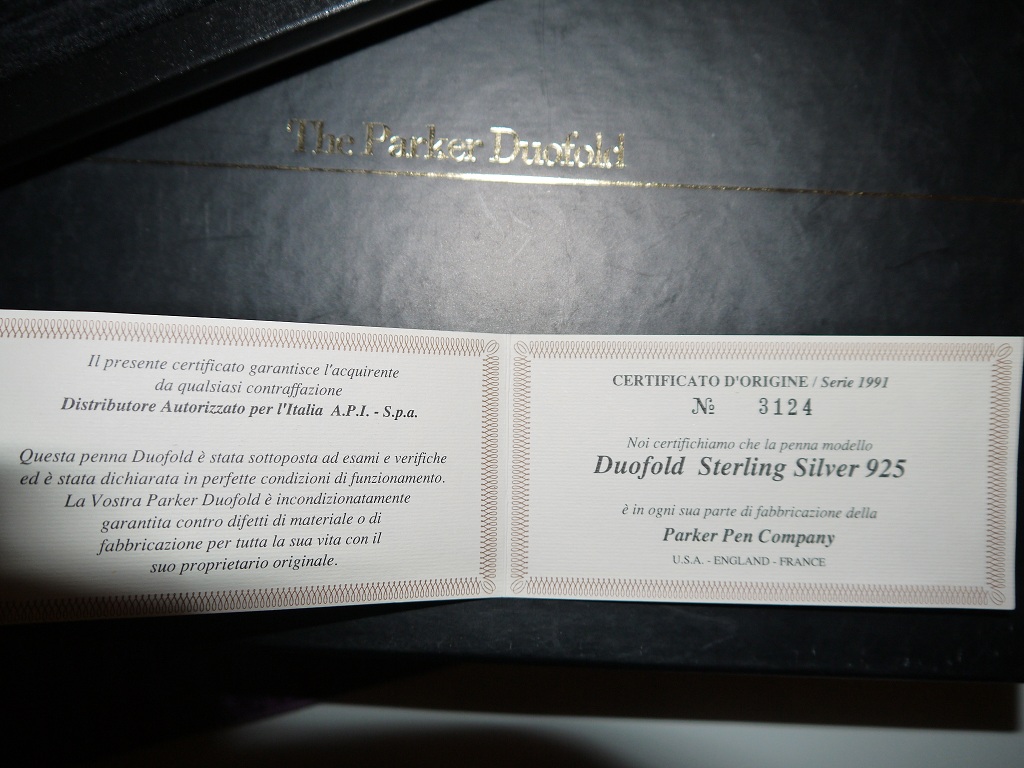 The Parker Duofold
Il presente certificato garantisce l'acquirente
da qualsiasi contraffazione
Distributore Autorizzato per l'Italia A.P.I. - S.p.a.
Questa penna Duofold è stata sottoposta ad esami e verifiche
ed è stata dichiarata in perfette condizioni di funzionamento.
La Vostra Parker Duofold è incondizionatamente
garantita contro difetti di materiale o di
fabbricazione per tutta la sua vita con il
suo proprietario originale.
CERTIFICATO D'ORIGINE / Serie 1991
№ 3124
Noi certifichiamo che la penna modello
Duofold Sterling Silver 925
è in ogni sua parte di fabbricazione della
Parker Pen Company
U.S.A. - ENGLAND - FRANCE